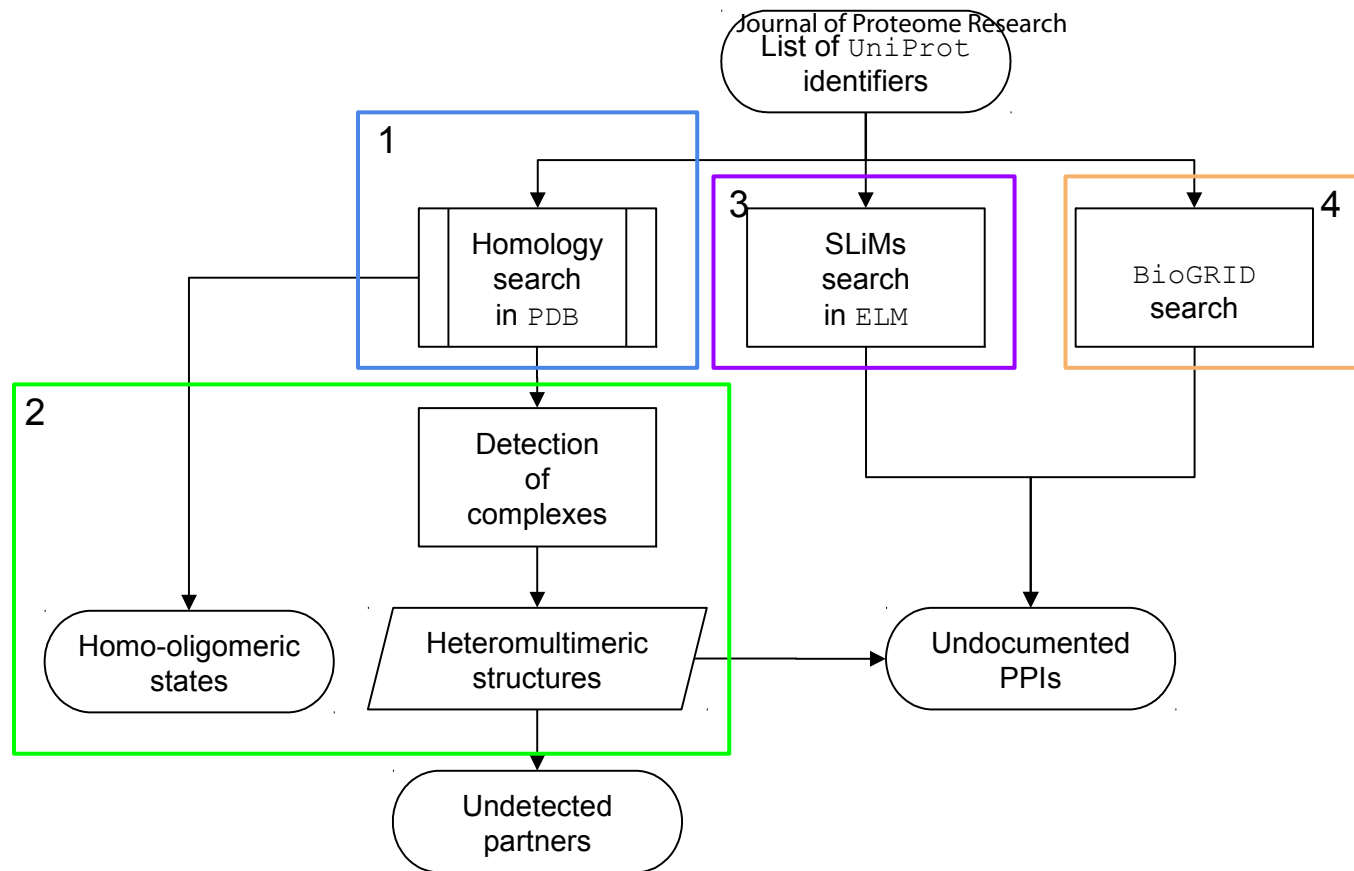 Journal of Proteome Research
List of UniProt
identifiers
1
Homology
search
in PDB
3
SLiMs
search
in ELM
4
BioGRID
search
2
Detection
of
complexes
Homo-oligomeric
states
Heteromultimeric
structures
Undocumented
PPIs
Undetected
partners